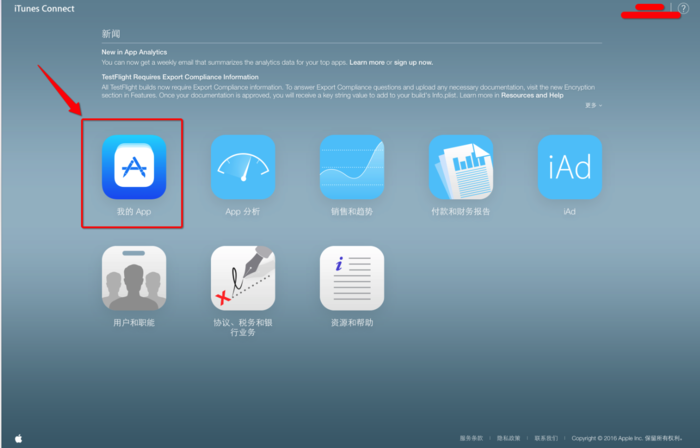 iTunes Connect
?
新闻
New in App Analytics
You can now get a weekly email that summarizes the analytics data for your top apps. Learn more or sign up now.
TestFlight Requires Export Compliance Information
All TestFlight builds now require Export Compliance information. To answer Export Compliance questions and upload any necessary documentation, visit the new Encryption
section in Features. Once your documentation is approved, you will receive a key string value to add to your build's Info.plist. Learn more in Resources and Help
更多
iAd
我的 App
App 分析
销售和趋势
付款和财务报告
iAd
i
用户和职能
协议、税务和银
行业务
资源和帮助
服务条款 | 隐私政策 | 联系我们 | Copyright © 2016 Apple Inc. 保留所有权利。